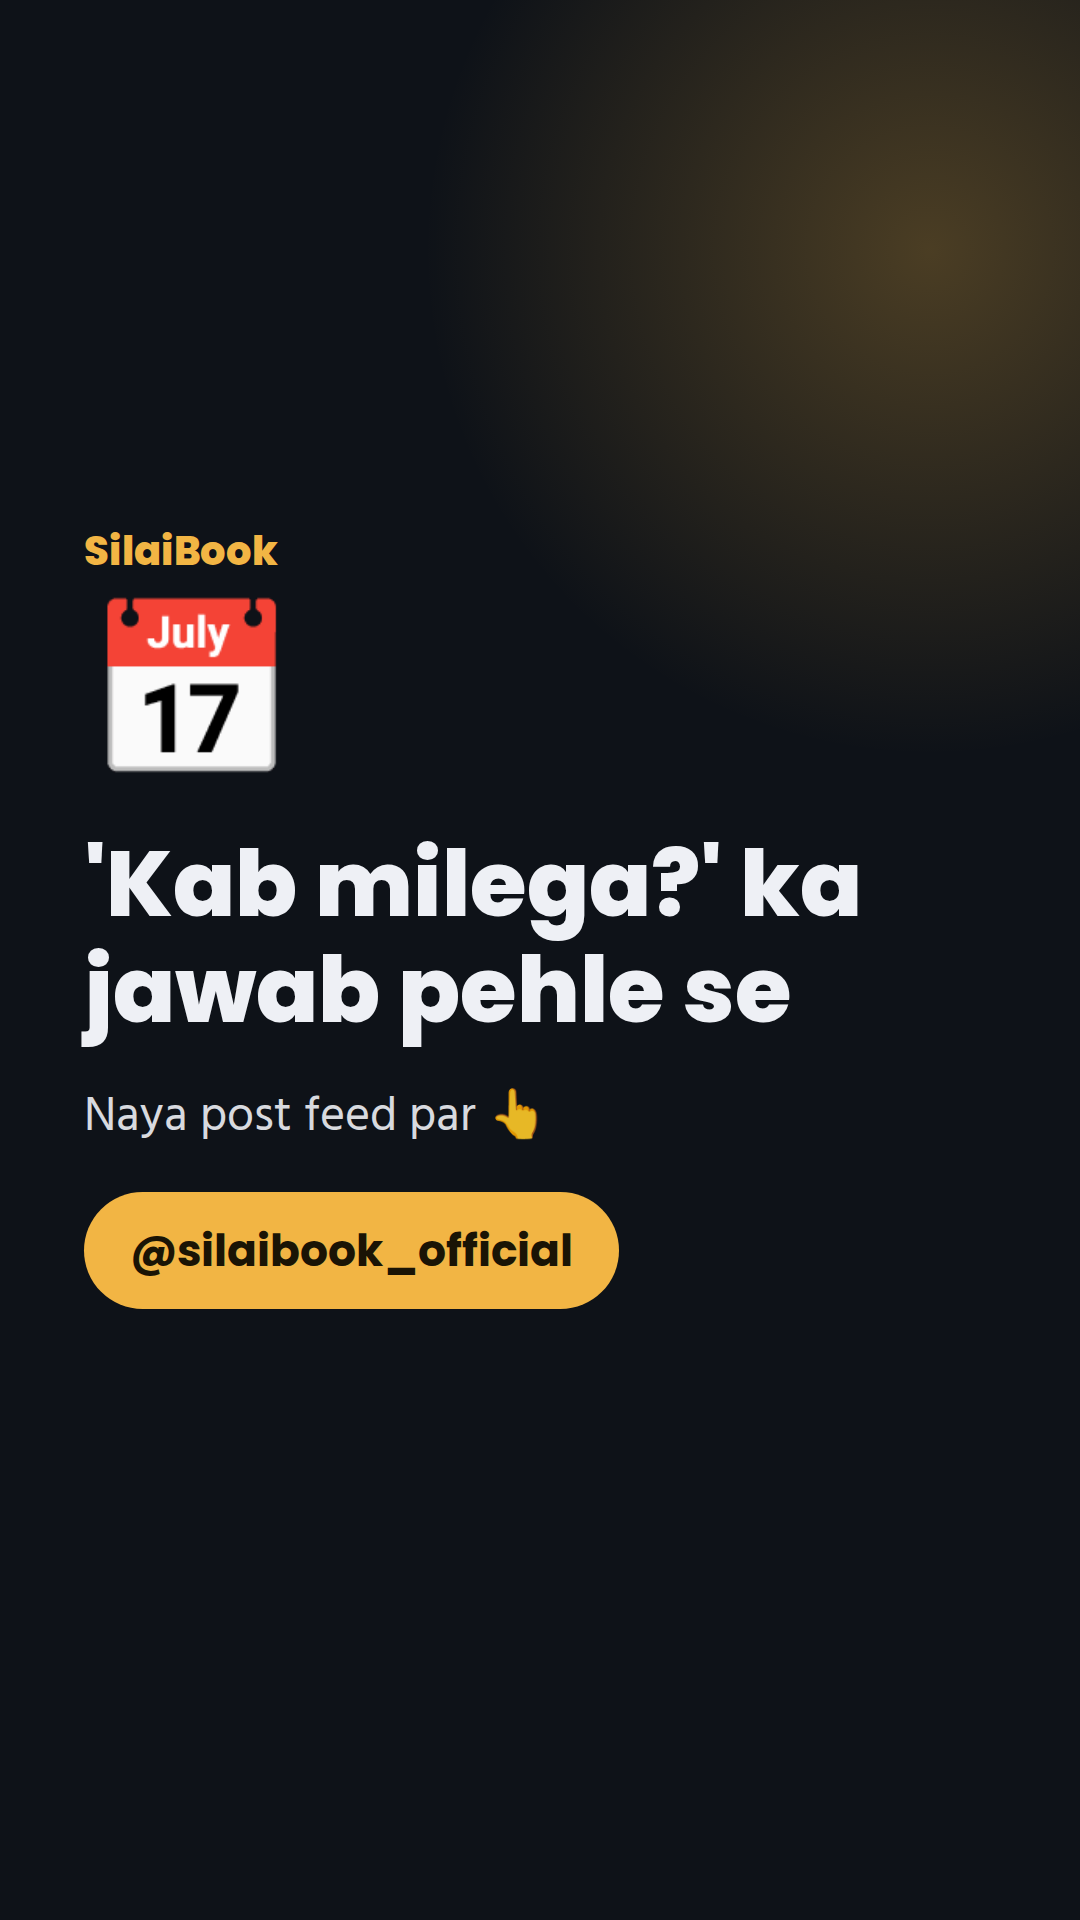 SilaiBook
July
17
'Kab milega?' ka
jawab pehle se
Naya post feed par 👆
@silaibook_official